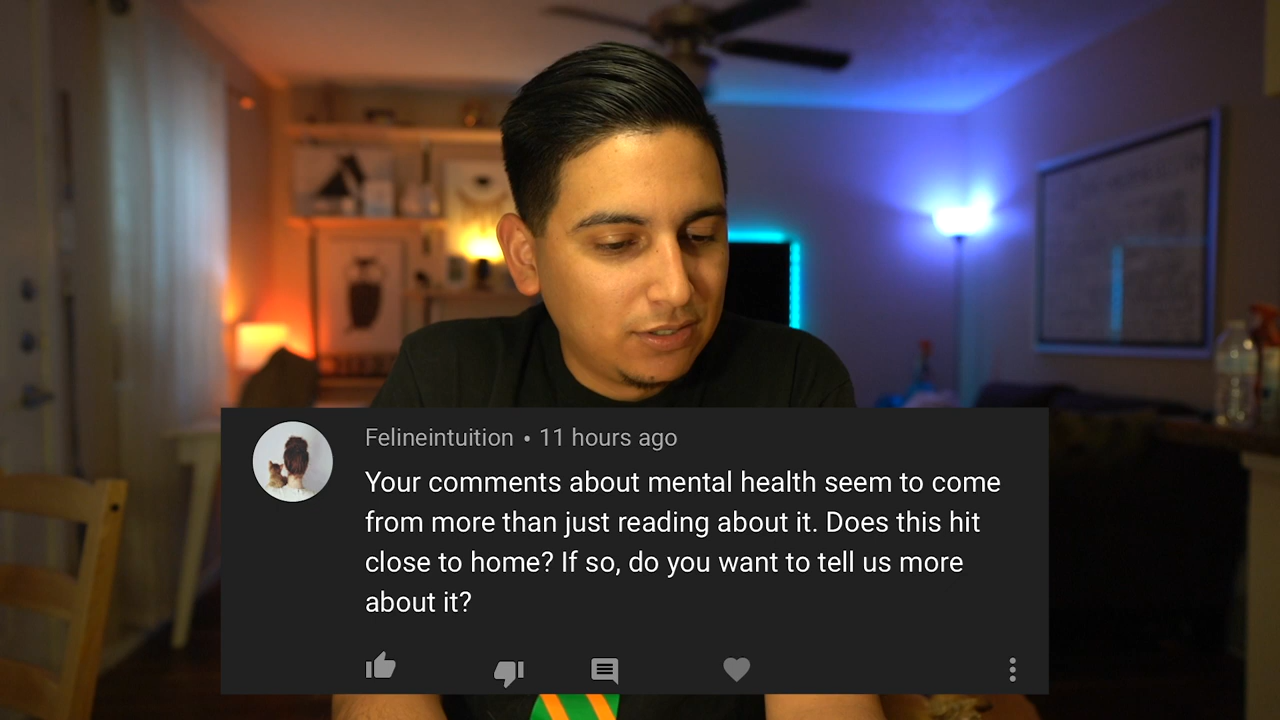 Felineintuition • 11 hours ago
Your comments about mental health seem to come
from more than just reading about it. Does this hit
close to home? If so, do you want to tell us more
about it?